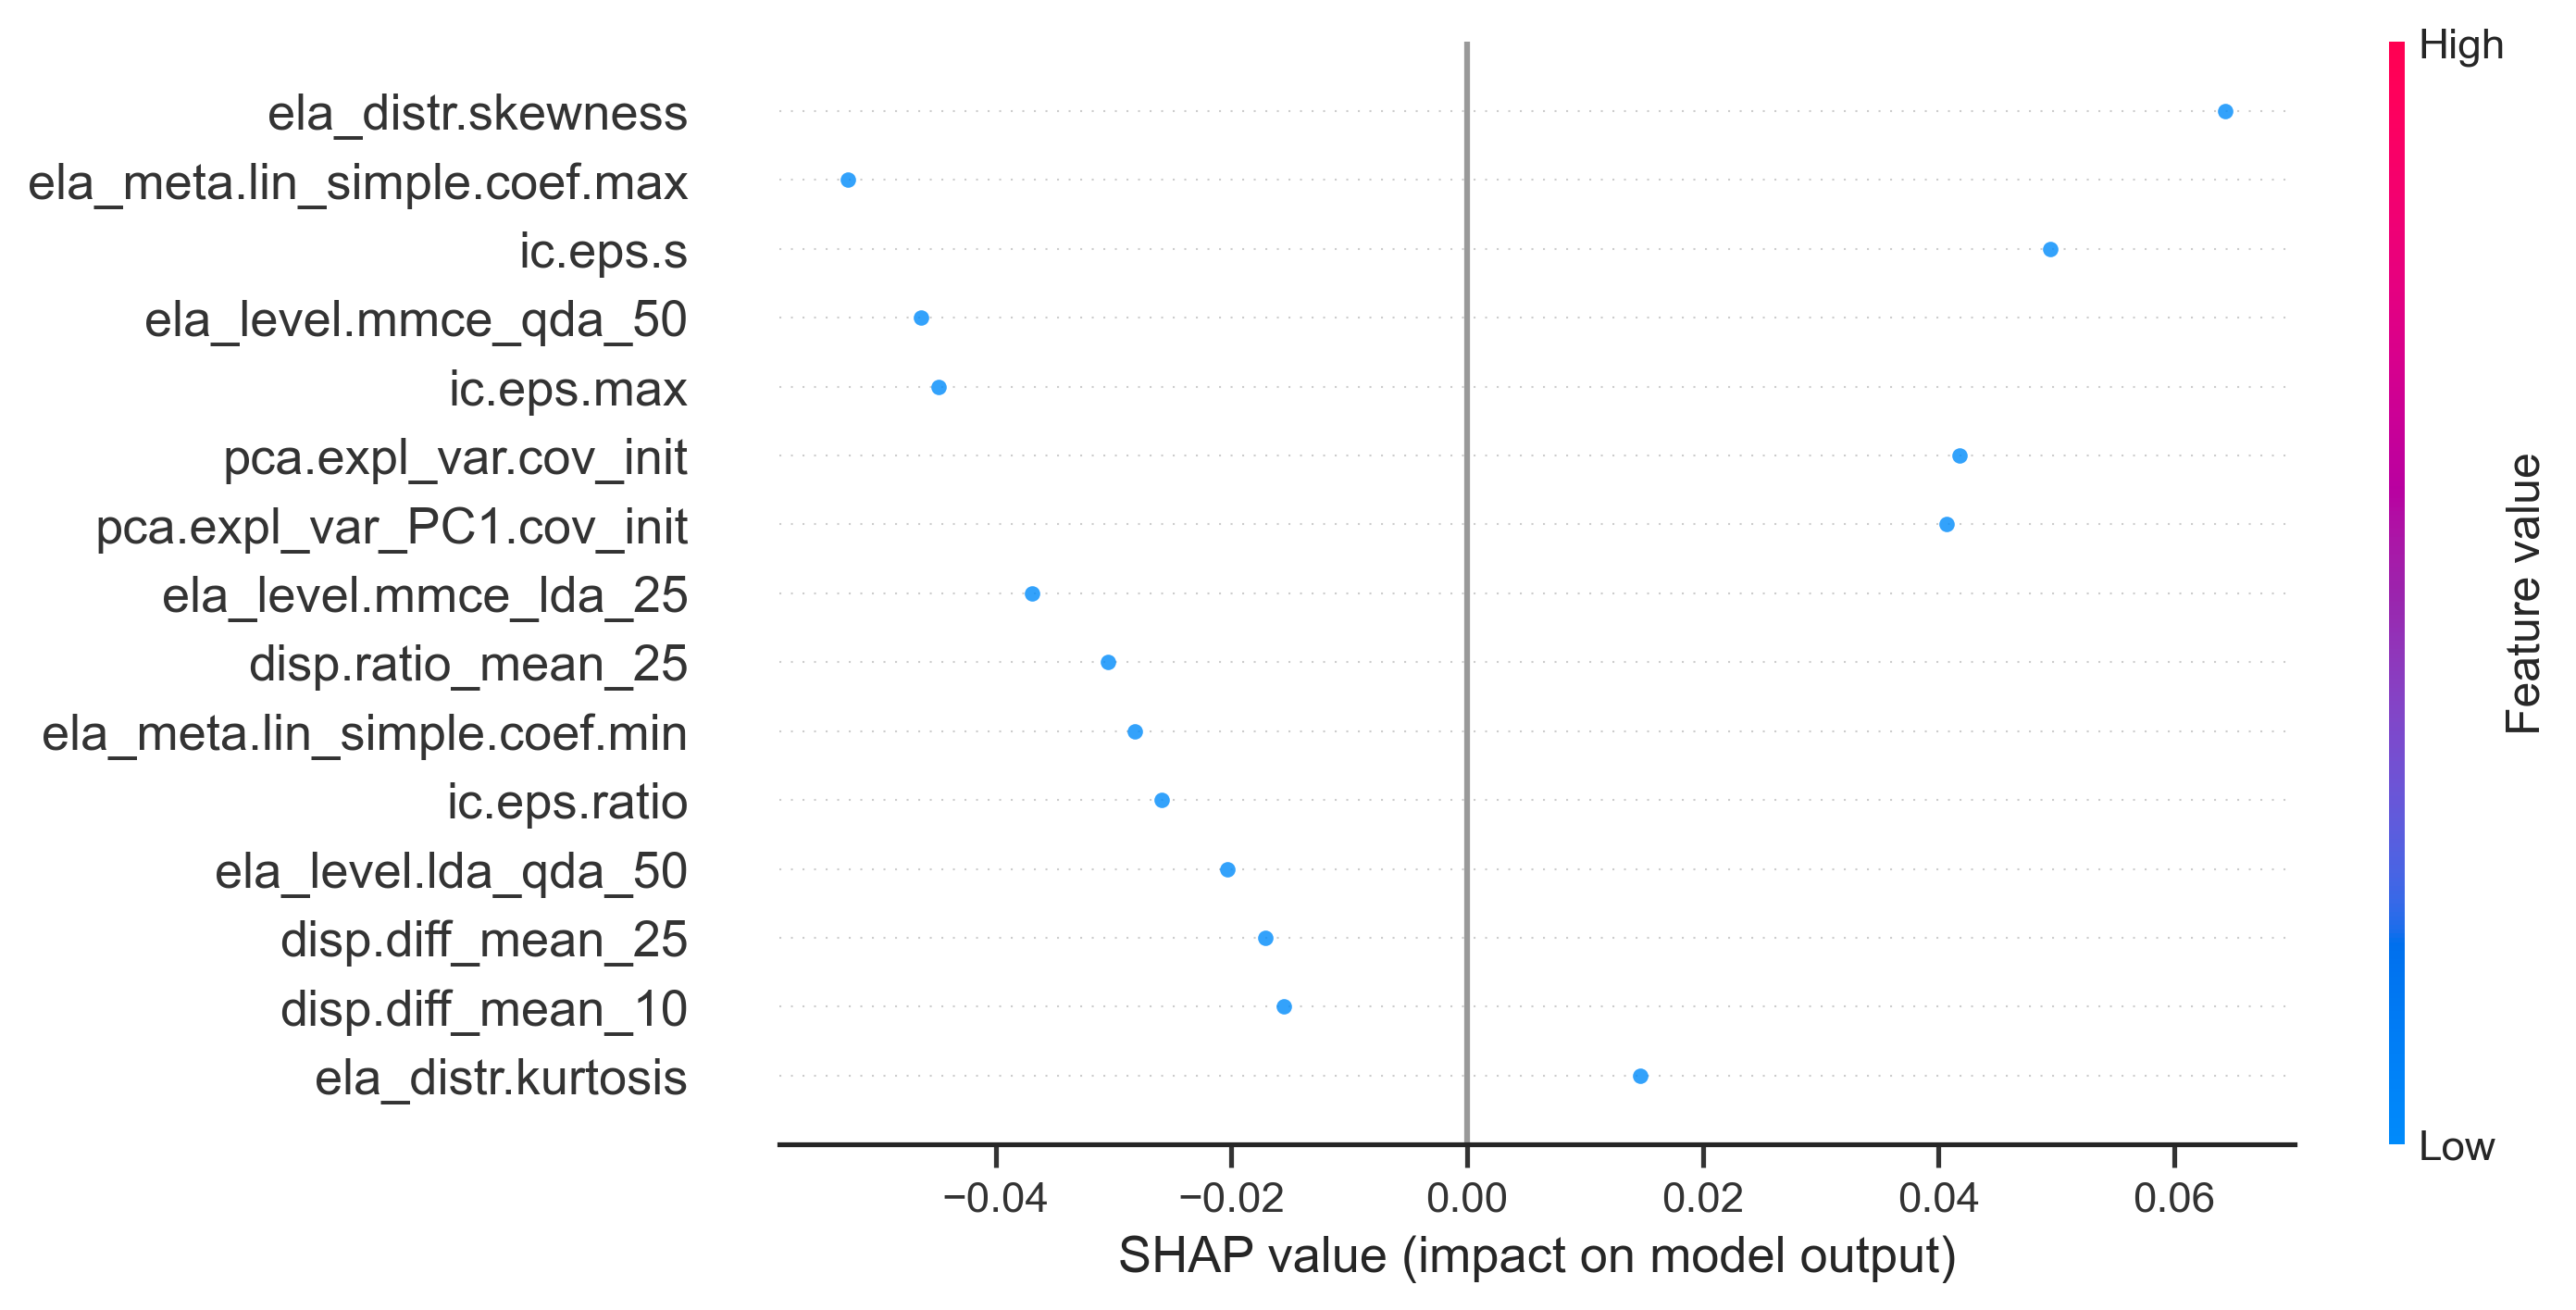 High
ela_distr.skewness
ela_meta.lin_simple.coef.max
ic.eps.s
ela_level.mmce_qda_50
ic.eps.max
pca.expl_var.cov_init
pca.expl_var_PC1.cov_init
ela_level.mmce_lda_25
disp.ratio_mean_25
ela_meta.lin_simple.coef.min
ic.eps.ratio
ela_level.lda_qda_50
disp.diff_mean_25
disp.diff_mean_10
ela_distr.kurtosis
Feature value
Low
−0.04 −0.02 0.00 0.02 0.04 0.06
SHAP value (impact on model output)